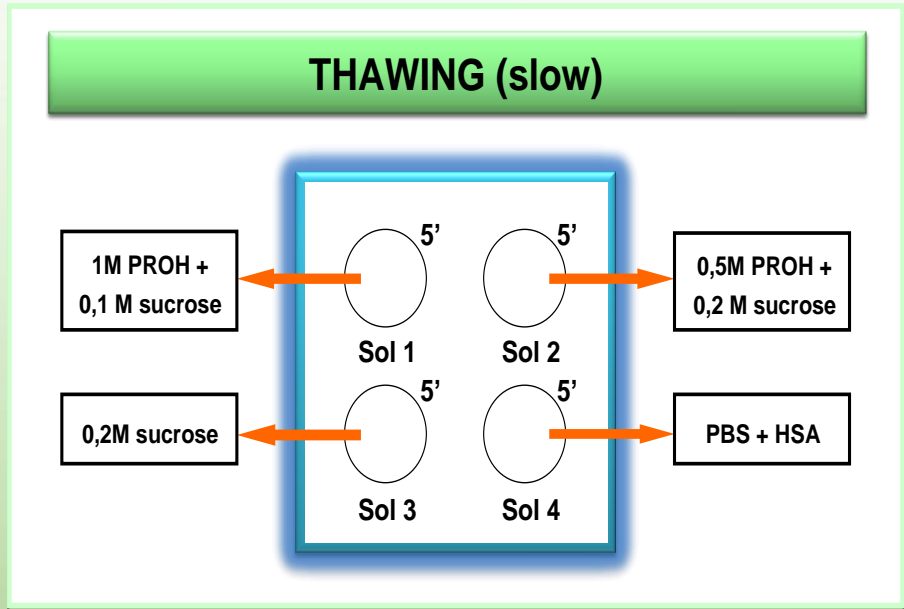 THAWING (slow)
5’
5’
1M PROH +
0,1 M sucrose
0,5M PROH +
0,2 M sucrose
Sol 1
Sol 2
5’
5’
0,2M sucrose
PBS + HSA
Sol 3
Sol 4